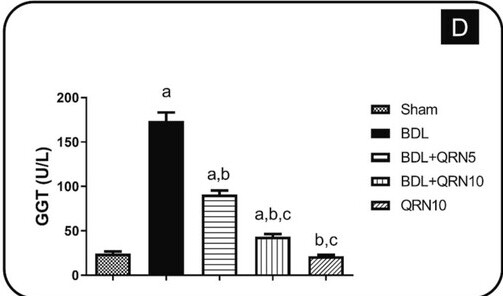 D
a
200
Sham
150
BDL
a,b
BDL+QRN5
100
BDL+QRN10
a,b,c
QRN10
50
b,c
0
GGT (U/L)